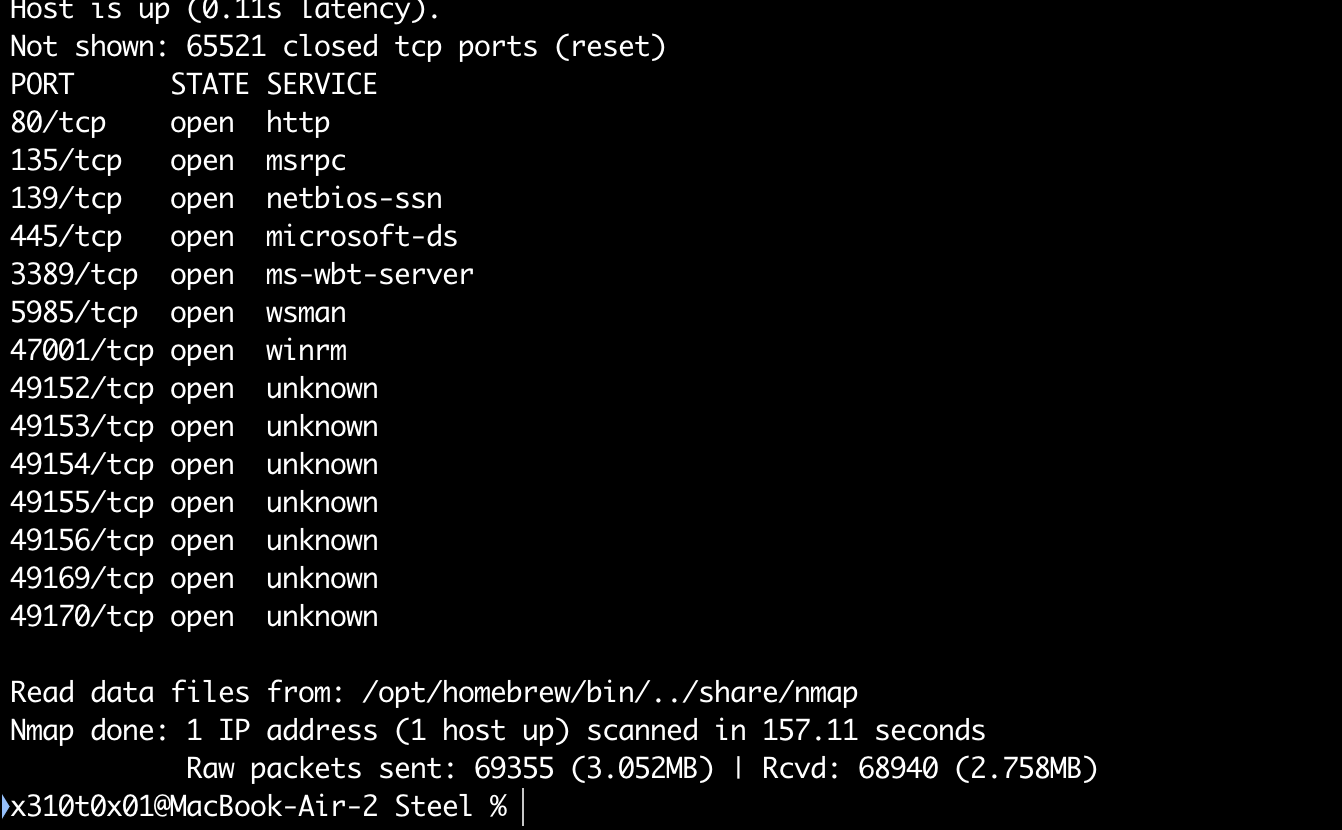 Host is up (0.11s latency).
Not shown: 65521 closed tcp ports (reset)
PORT      STATE SERVICE
80/tcp    open  http
135/tcp   open  msrpc
139/tcp   open  netbios-ssn
445/tcp   open  microsoft-ds
3389/tcp  open  ms-wbt-server
5985/tcp  open  wsman
47001/tcp open  winrm
49152/tcp open  unknown
49153/tcp open  unknown
49154/tcp open  unknown
49155/tcp open  unknown
49156/tcp open  unknown
49169/tcp open  unknown
49170/tcp open  unknown

Read data files from: /opt/homebrew/bin/../share/nmap
Nmap done: 1 IP address (1 host up) scanned in 157.11 seconds
           Raw packets sent: 69355 (3.052MB) | Rcvd: 68940 (2.758MB)
x310t0x01@MacBook-Air-2 Steel %